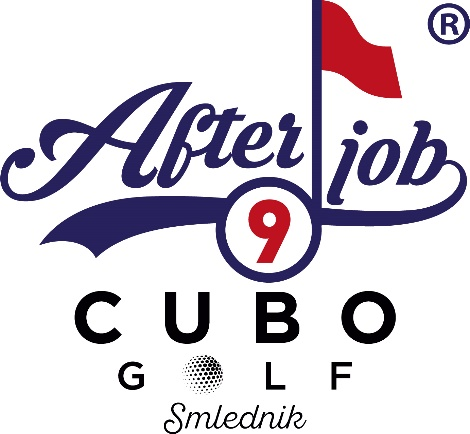 ®
After job
9
CUBO
GOLF
Smlednik